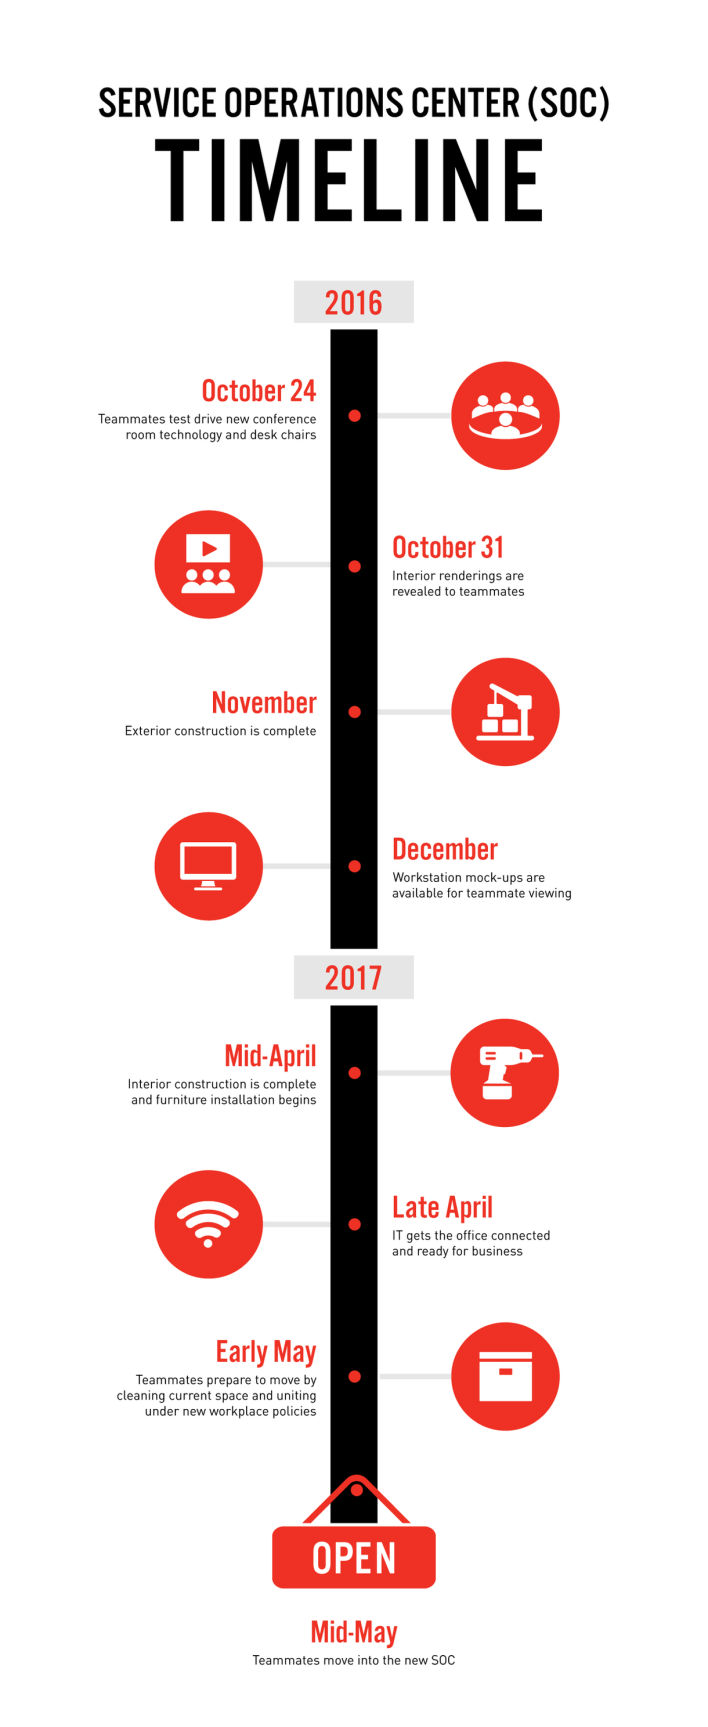 SERVICE OPERATIONS CENTER (SOC)
TIMELINE
2016
October 24
Teammates test drive new conference
room technology and desk chairs
October 31
Interior renderings are
revealed to teammates
November
Exterior construction is complete
December
Workstation mock-ups are
available for teammate viewing
2017
Mid-April
Interior construction is complete
and furniture installation begins
Late April
IT gets the office connected
and ready for business
Early May
Teammates prepare to move by
cleaning current space and uniting
under new workplace policies
OPEN
Mid-May
Teammates move into the new SOC